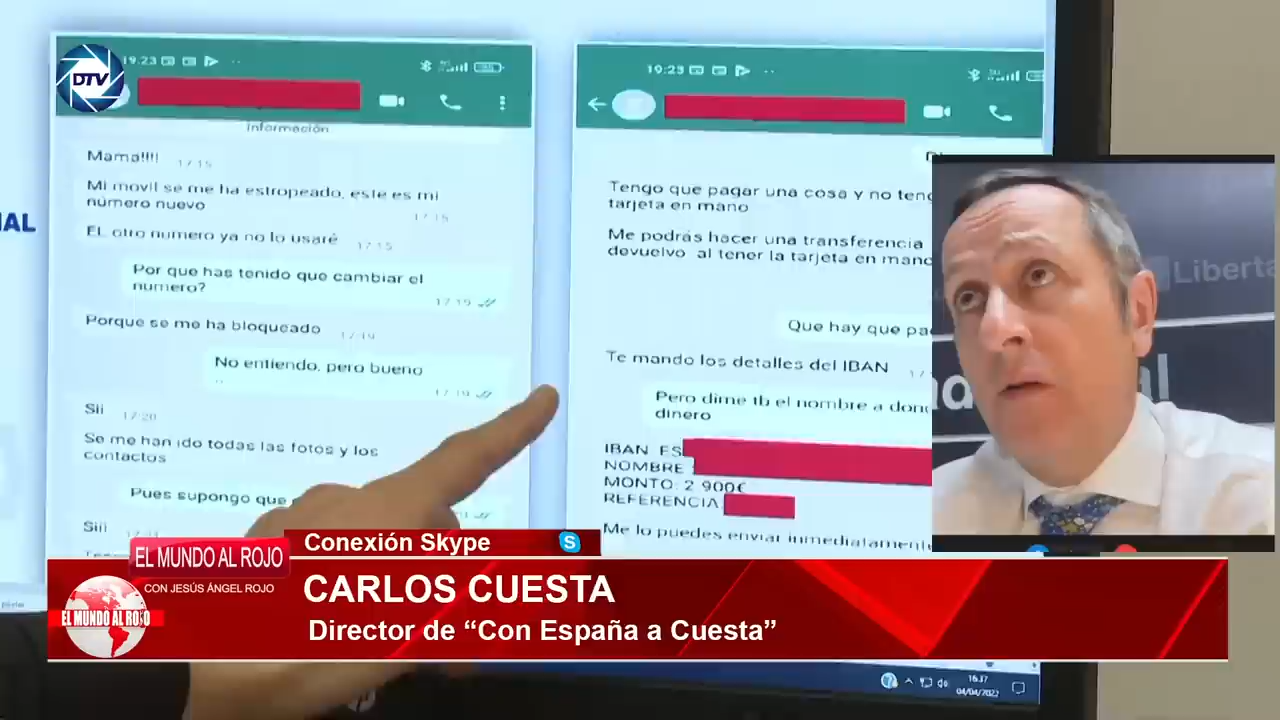 DTV
19:23
información
Mama!!!! 17:15
Mi movil se me ha estropeado, este es mi
número nuevo
17:15
EL otro numero ya no lo usaré 17:15
Por que has tenido que cambiar el
numero?
17:19
Porque se me ha bloqueado 17:19
No entiendo, pero bueno
..
17:19
Sii 17:20
Se me han ido todas las fotos y los
contactos
Pues supongo que
Siii
19:23
Tengo que pagar una cosa y no
tarjeta en mano
Me podrás hacer una transferencia
devuelvo al tener la tarjeta en mano
Que hay que
Te mando los detalles del IBAN
Pero dime tb el nombre a
dinero
IBAN ES
NOMBRE
MONTO: 2 900€
REFERENCIA
Me lo puedes enviar
Conexión Skype
EL MUNDO AL ROJO
CON JESÚS ÁNGEL ROJO
EL MUNDO AL ROJO
CARLOS CUESTA
Director de “Con España a Cuesta”
16:37
04/04/2022